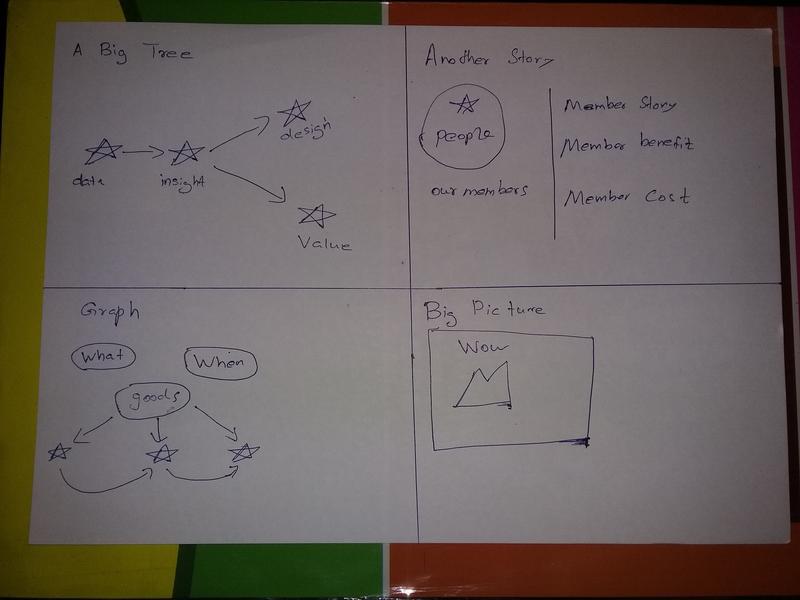 A Big Tree
data
insight
design
Value
Another Story
people
our members
Member Story
Member benefit
Member Cost
Graph
What
When
goods
Big Picture
Wow